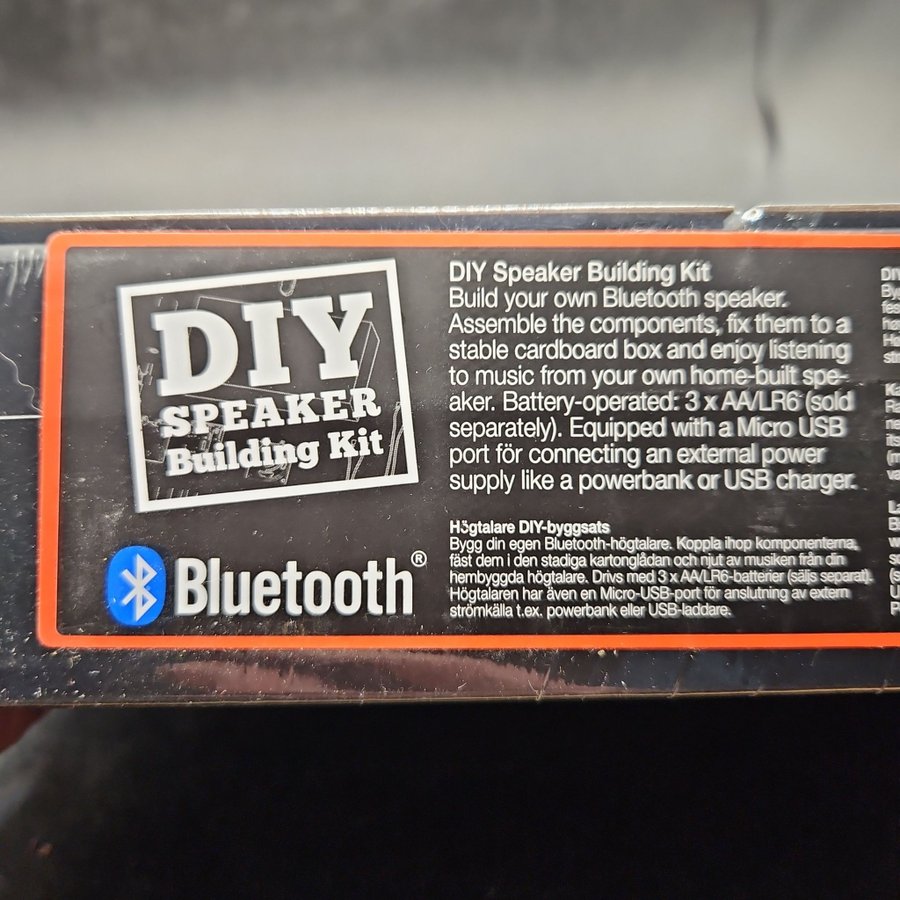 DIY
SPEAKER
Building Kit
Bluetooth®
DIY Speaker Building Kit
Build your own Bluetooth speaker.
Assemble the components, fix them to a
stable cardboard box and enjoy listening
to music from your own home-built spe-
aker. Battery-operated: 3 x AA/LR6 (sold
separately). Equipped with a Micro USB
port för connecting an external power
supply like a powerbank or USB charger.
Högtalare DIY-byggsats
Bygg din egen Bluetooth-högtalare. Koppla ihop komponenterna,
fäst dem i den stadiga kartonglådan och njut av musiken från din
hembyggda högtalare. Drivs med 3 x AA/LR6-batterier (säljs separat).
Högtalaren har även en Micro-USB-port för anslutning av extern
strömkälla t.ex. powerbank eller USB-laddare.